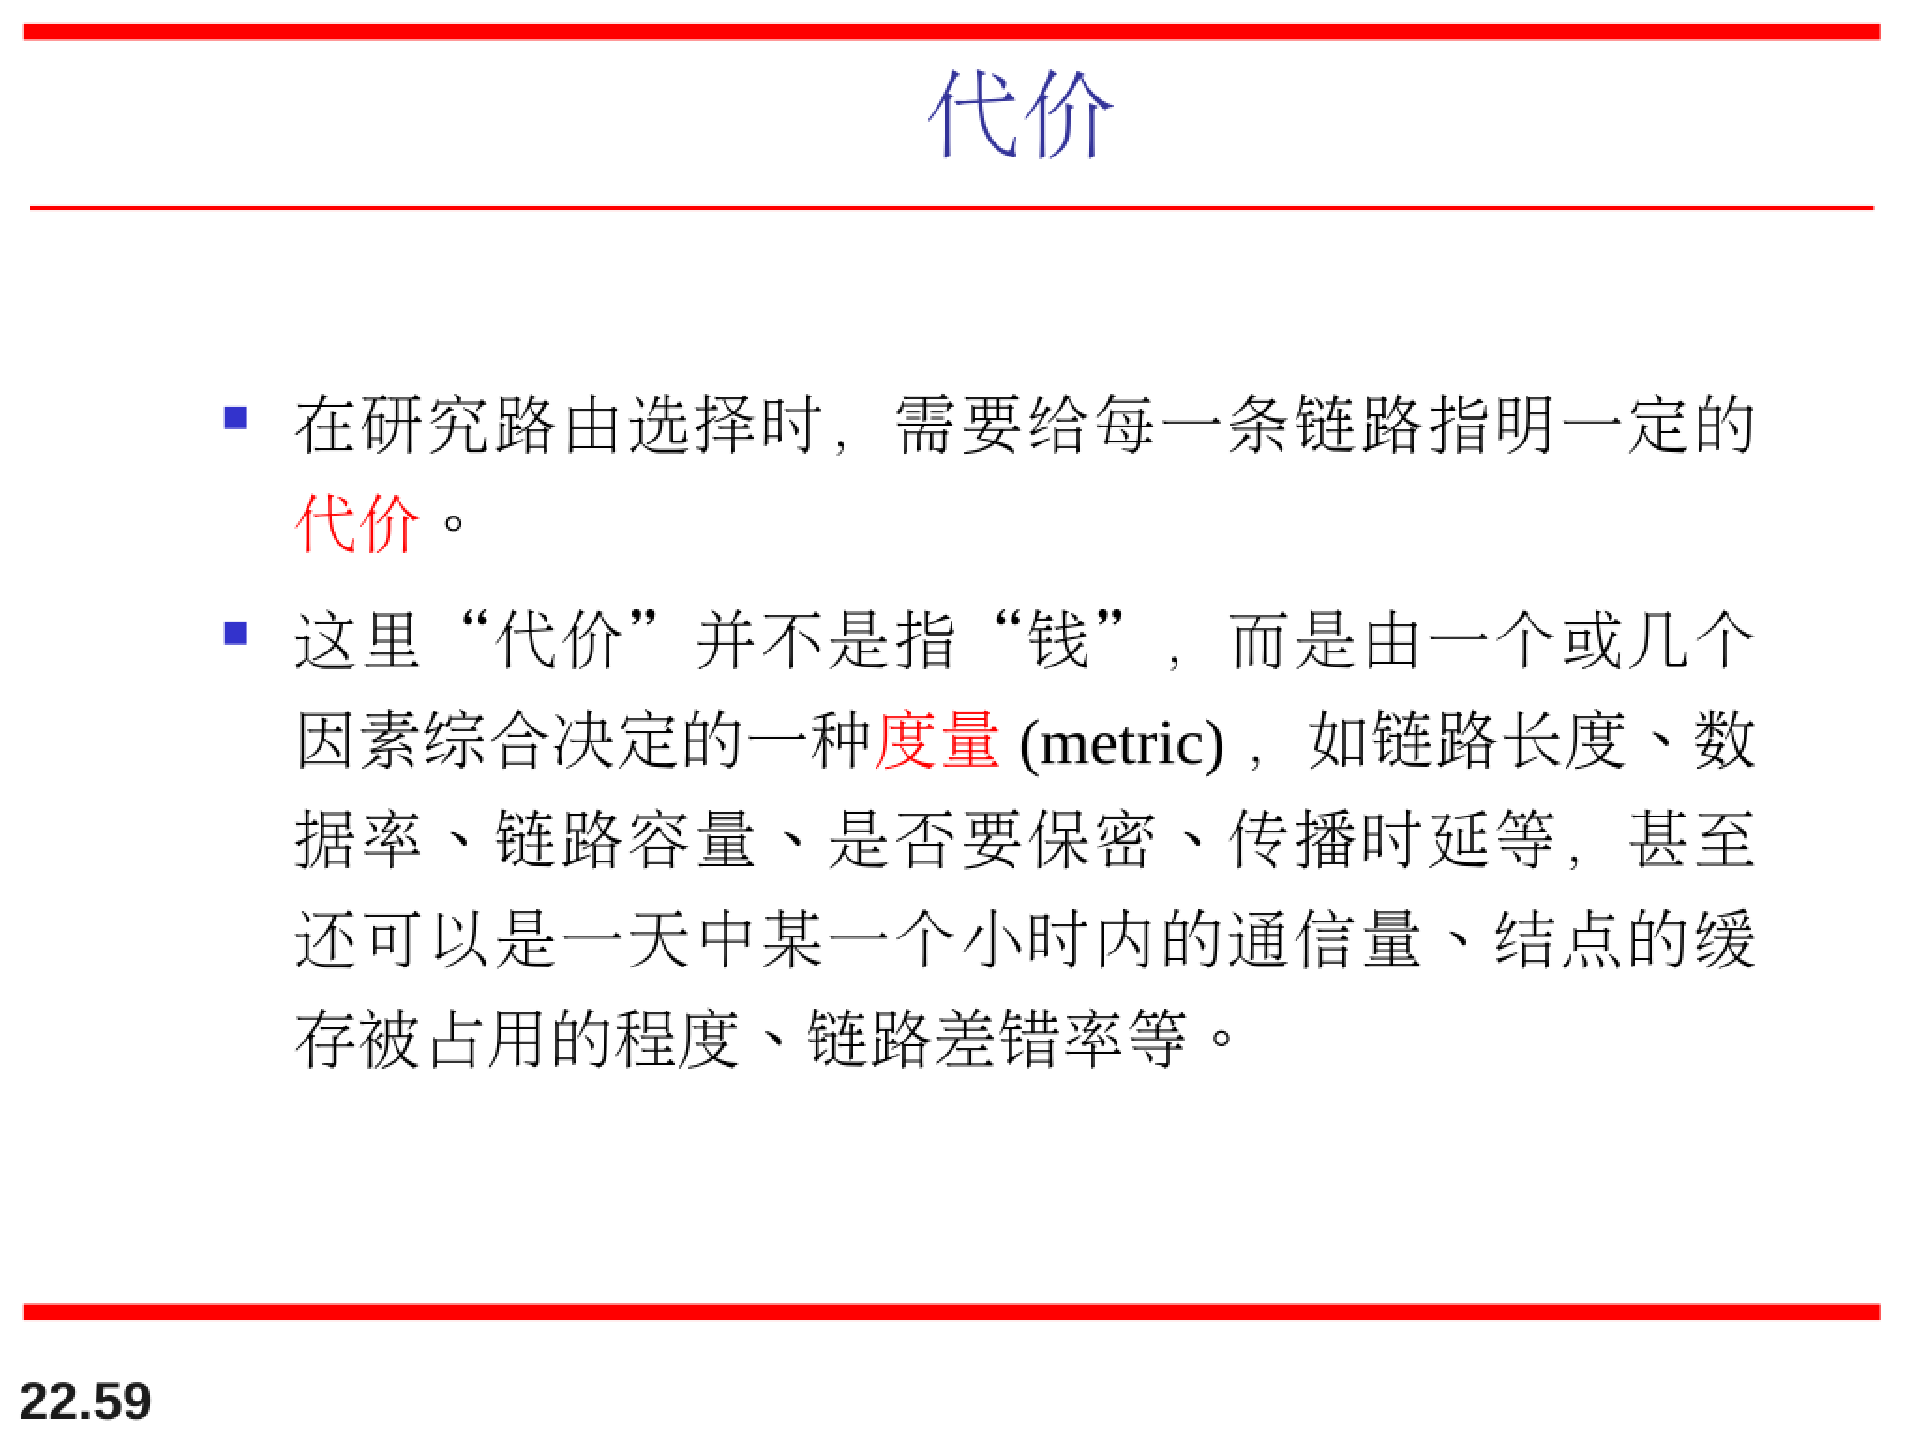 代价
在研究路由选择时，需要给每一条链路指明一定的
代价。
这里“代价”并不是指“钱”，而是由一个或几个
因素综合决定的一种度量 (metric) ，如链路长度、数
据率、链路容量、是否要保密、传播时延等，甚至
还可以是一天中某一个小时内的通信量、结点的缓
存被占用的程度、链路差错率等。
22.59